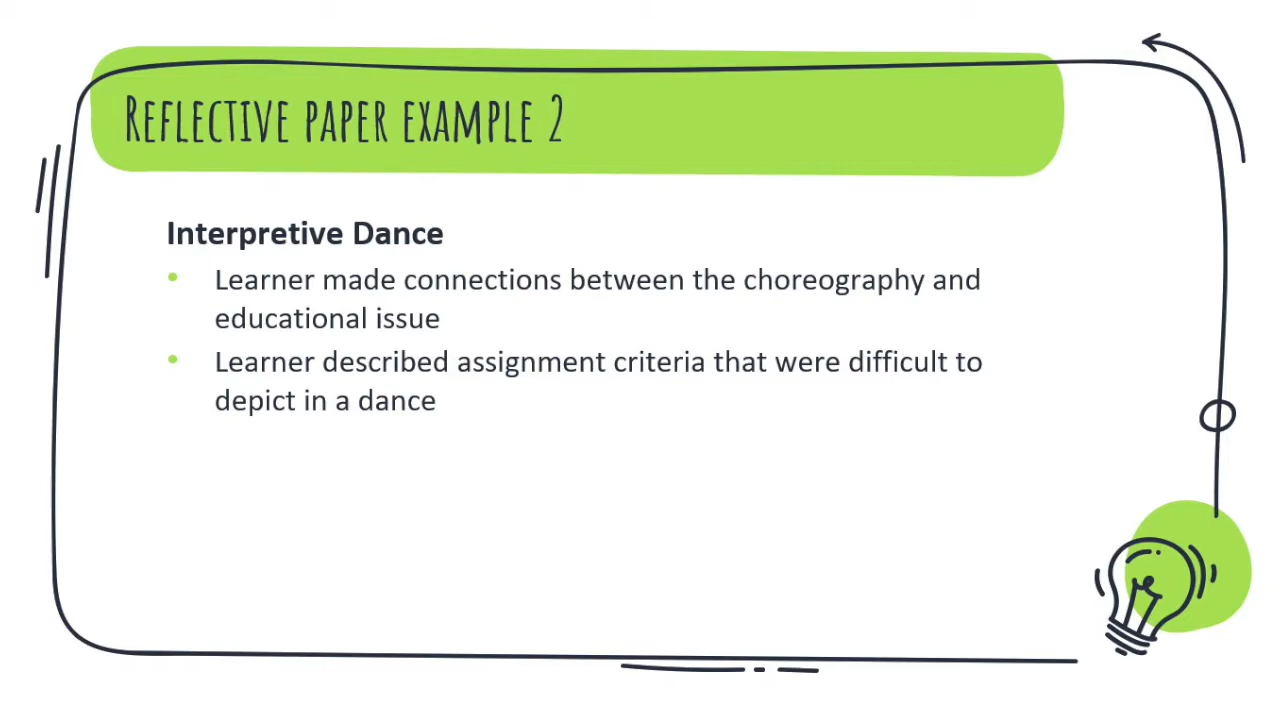 Reflective paper example 2
Interpretive Dance
• Learner made connections between the choreography and
educational issue
• Learner described assignment criteria that were difficult to
depict in a dance